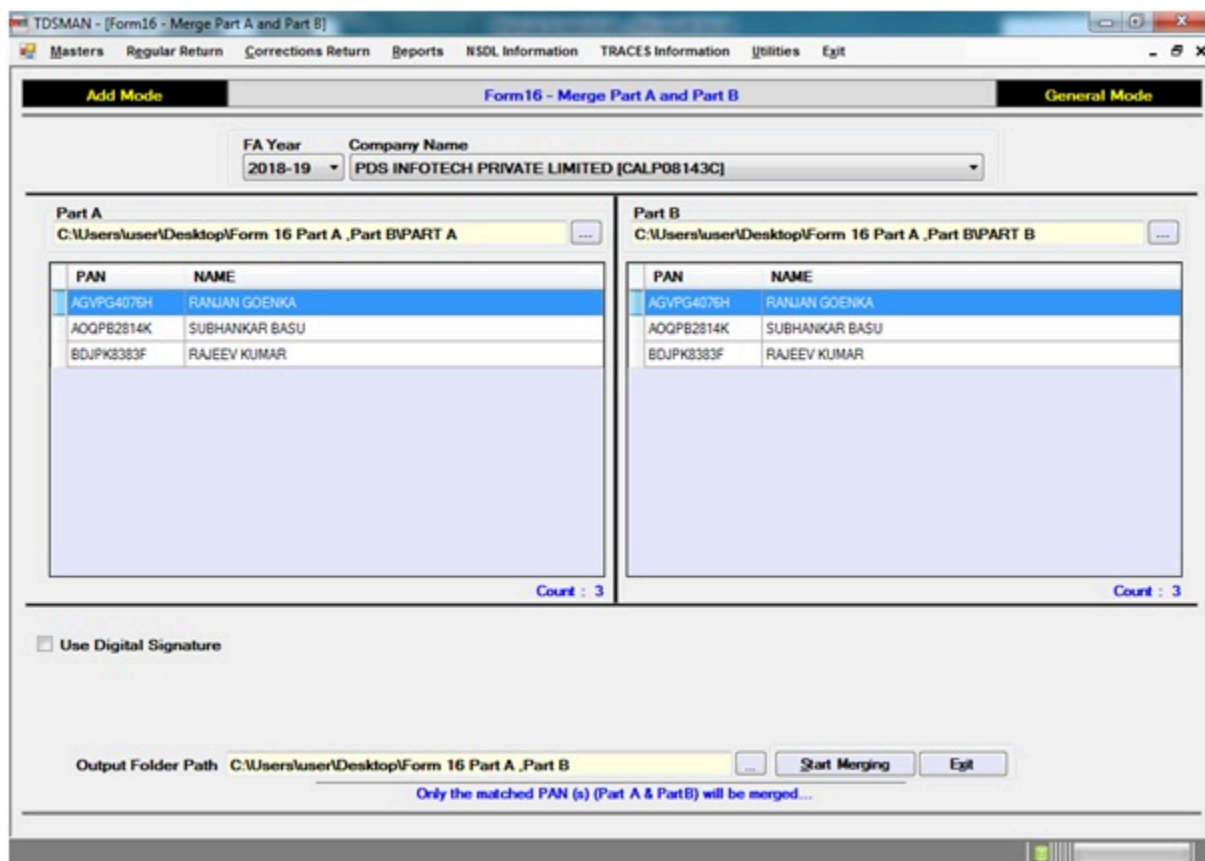 TDSMAN - [Form16 - Merge Part A and Part B]
Masters Regular Return Corrections Return Reports NSDL Information TRACES Information Utilities Exit
Add Mode Form16 - Merge Part A and Part B General Mode
FA Year Company Name
2018-19 PDS INFOTECH PRIVATE LIMITED [CALP08143C]
Part A
C:\Users\user\Desktop\Form 16 Part A ,Part B\PART A ...
PAN NAME
AGVPG4076H RANJAN GOENKA
AOQPB2814K SUBHANKAR BASU
BDJPK8383F RAJEEV KUMAR
Count : 3
Part B
C:\Users\user\Desktop\Form 16 Part A ,Part B\PART B ...
PAN NAME
AGVPG4076H RANJAN GOENKA
AOQPB2814K SUBHANKAR BASU
BDJPK8383F RAJEEV KUMAR
Count : 3
Use Digital Signature
Output Folder Path C:\Users\user\Desktop\Form 16 Part A ,Part B ... Start Merging Exit
Only the matched PAN (s) (Part A & PartB) will be merged...